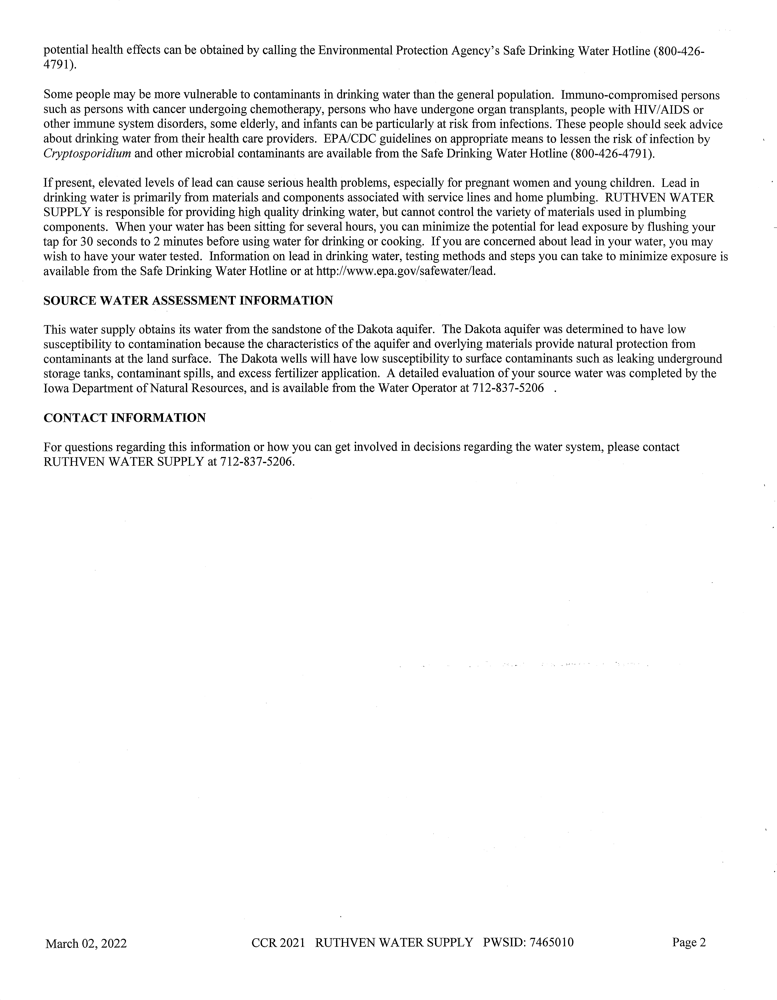 potential health effects can be obtained by calling the Environmental Protection Agency's Safe Drinking Water Hotline (800-426-
4791).
Some people may be more vulnerable to contaminants in drinking water than the general population.  Immuno-compromised persons
such as persons with cancer undergoing chemotherapy, persons who have undergone organ transplants, people with HIV/AIDS or
other immune system disorders, some elderly, and infants can be particularly at risk from infections. These people should seek advice
about drinking water from their health care providers.  EPA/CDC guidelines on appropriate means to lessen the risk of infection by
Cryptosporidium and other microbial contaminants are available from the Safe Drinking Water Hotline (800-426-4791).
If present, elevated levels of lead can cause serious health problems, especially for pregnant women and young children.  Lead in
drinking water is primarily from materials and components associated with service lines and home plumbing.  RUTHVEN WATER
SUPPLY is responsible for providing high quality drinking water, but cannot control the variety of materials used in plumbing
components.  When your water has been sitting for several hours, you can minimize the potential for lead exposure by flushing your
tap for 30 seconds to 2 minutes before using water for drinking or cooking.  If you are concerned about lead in your water, you may
wish to have your water tested.  Information on lead in drinking water, testing methods and steps you can take to minimize exposure is
available from the Safe Drinking Water Hotline or at http://www.epa.gov/safewater/lead.
SOURCE WATER ASSESSMENT INFORMATION
This water supply obtains its water from the sandstone of the Dakota aquifer.  The Dakota aquifer was determined to have low
susceptibility to contamination because the characteristics of the aquifer and overlying materials provide natural protection from
contaminants at the land surface.  The Dakota wells will have low susceptibility to surface contaminants such as leaking underground
storage tanks, contaminant spills, and excess fertilizer application.  A detailed evaluation of your source water was completed by the
Iowa Department of Natural Resources, and is available from the Water Operator at 712-837-5206  .
CONTACT INFORMATION
For questions regarding this information or how you can get involved in decisions regarding the water system, please contact
RUTHVEN WATER SUPPLY at 712-837-5206.
March 02, 2022 CCR 2021 RUTHVEN WATER SUPPLY PWSID: 7465010 Page 2